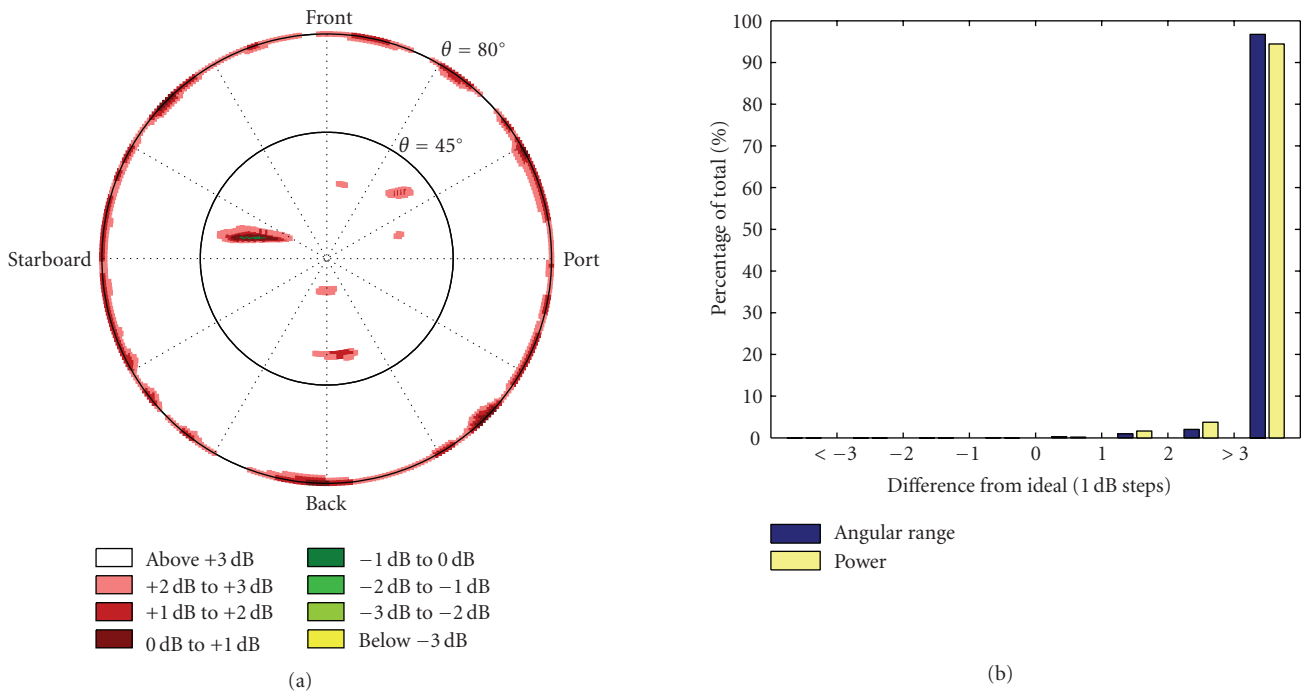 Front
θ = 80°
θ = 45°
Starboard
Port
Back
Above +3 dB
+2 dB to +3 dB
+1 dB to +2 dB
0 dB to +1 dB
−1 dB to 0 dB
−2 dB to −1 dB
−3 dB to −2 dB
Below −3 dB
(a)
100
90
80
70
60
50
40
30
20
10
0
Percentage of total (%)
< −3
−2
−1
0
1
2
> 3
Difference from ideal (1 dB steps)
Angular range
Power
(b)